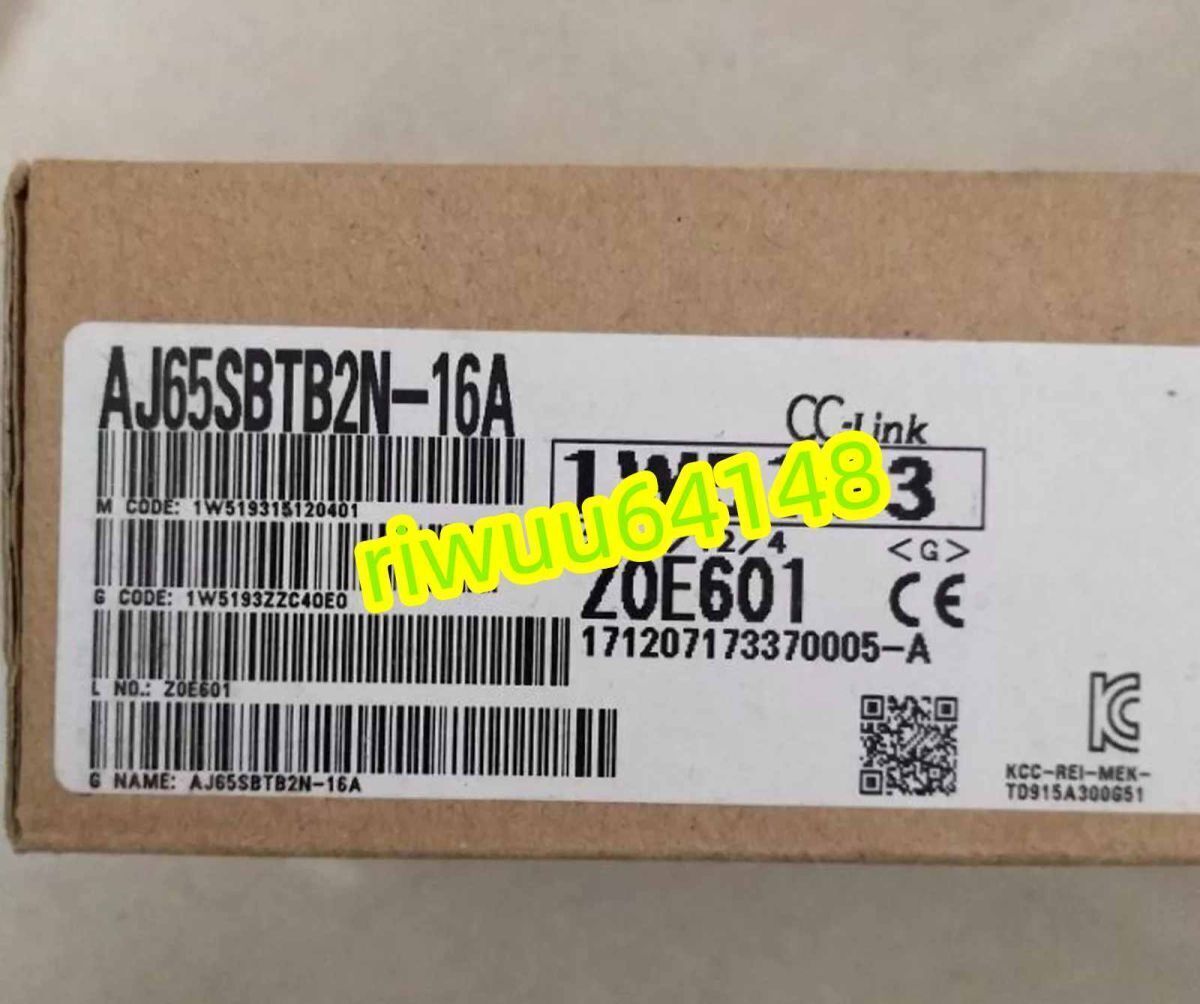 AJ65SBTB2N-16A
CC-Link
M CODE: 1W519315120401
riwuu64148
<G>
G CODE: 1W5193ZZC40E0
Z0E601
CE
171207173370005-A
L NO.: Z0E601
G NAME: AJ65SBTB2N-16A
KCC-REI-MEK-
TD915A300G51